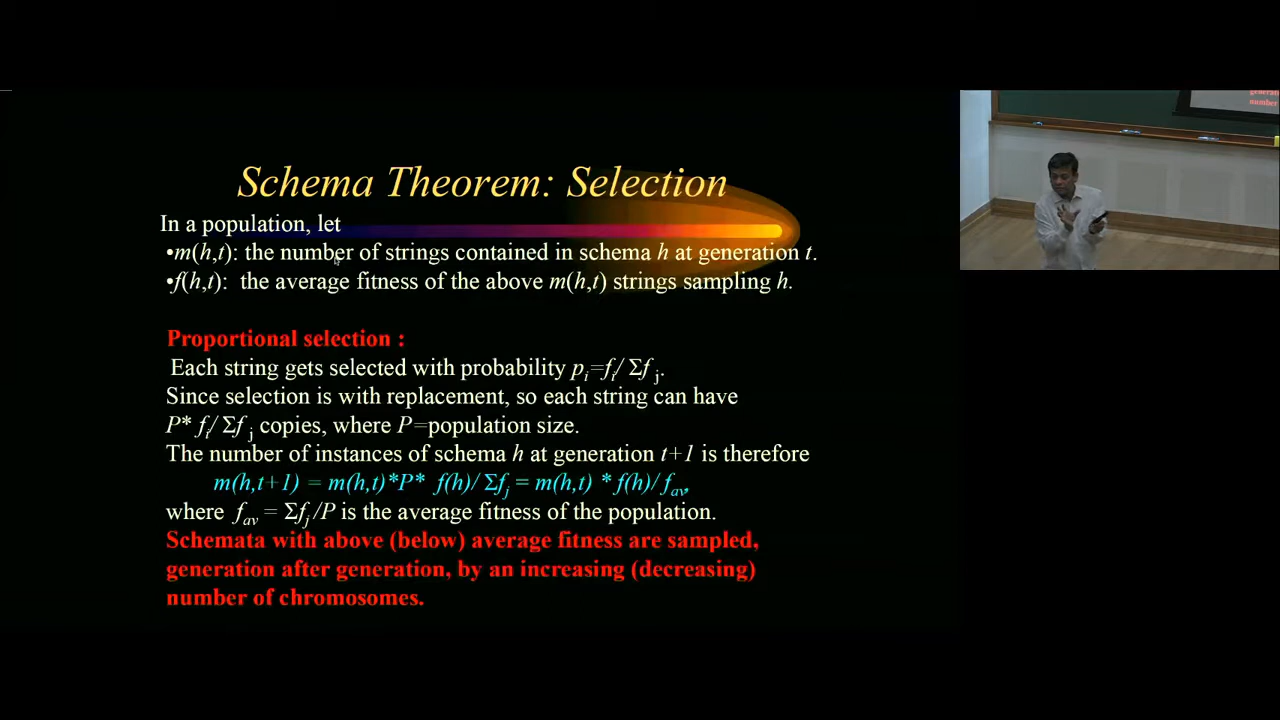 Schema Theorem: Selection
In a population, let
•m(h,t): the number of strings contained in schema h at generation t.
•f(h,t): the average fitness of the above m(h,t) strings sampling h.
Proportional selection :
Each string gets selected with probability pᵢ=fᵢ/ Σf j.
Since selection is with replacement, so each string can have
P* fᵢ/ Σf j copies, where P=population size.
The number of instances of schema h at generation t+1 is therefore
m(h,t+1) = m(h,t)*P* f(h)/ Σfⱼ = m(h,t) * f(h)/ fav,
where fav = Σfⱼ /P is the average fitness of the population.
Schemata with above (below) average fitness are sampled,
generation after generation, by an increasing (decreasing)
number of chromosomes.
number